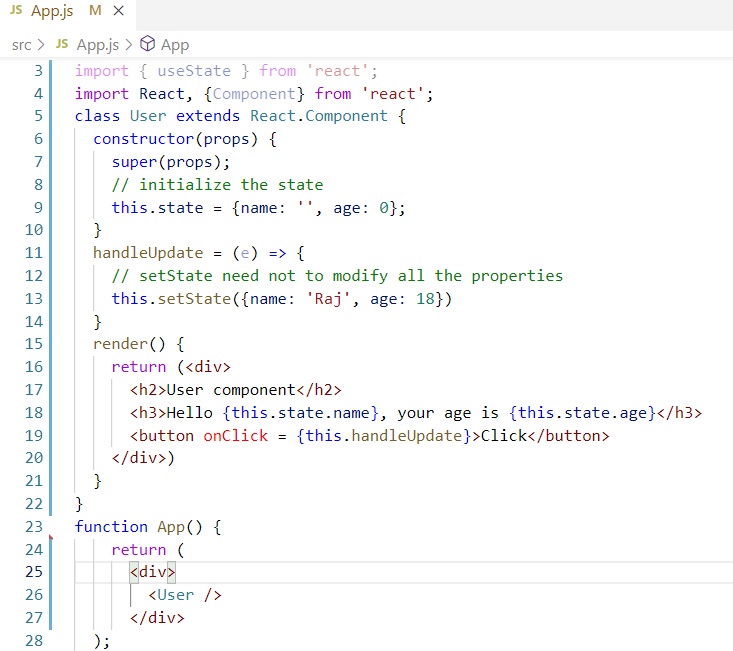 JS App.js M ×
src > JS App.js > App
3 import { useState } from 'react';
4 import React, {Component} from 'react';
5 class User extends React.Component {
6 constructor(props) {
7 super(props);
8 // initialize the state
9 this.state = {name: '', age: 0};
10 }
11 handleUpdate = (e) => {
12 // setState need not to modify all the properties
13 this.setState({name: 'Raj', age: 18})
14 }
15 render() {
16 return (<div>
17 <h2>User component</h2>
18 <h3>Hello {this.state.name}, your age is {this.state.age}</h3>
19 <button onClick = {this.handleUpdate}>Click</button>
20 </div>)
21 }
22 }
23 function App() {
24 return (
25 <div>
26 <User />
27 </div>
28 );